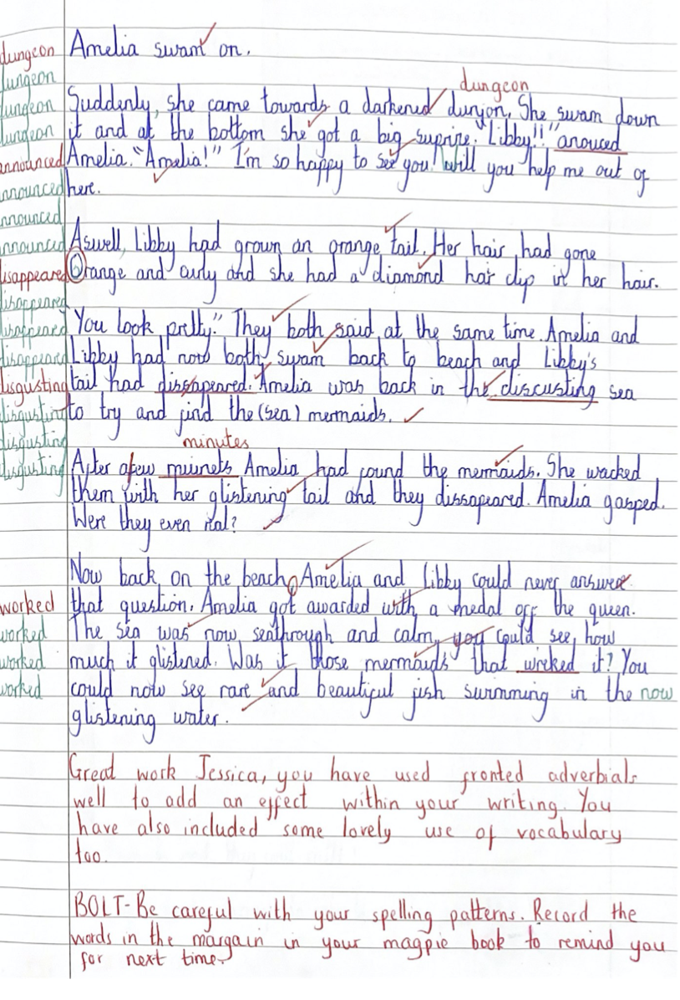 dungeon Amelia swam on.
dungeon
dungeon
dungeon Suddenly, she came towards a darkened dunjon. She swam down
dungeon it and at the bottom she got a big suprire. "Libby!!" anouced
announced Amelia. "Amelia!" I'm so happy to see you! Will you help me out of
announced here.
announced
announced Aswell, Libby had grown an orange tail. Her hair had gone
disappeared Orange and curly and she had a diamond hair clip in her hair.
disappeared
disappeared You look pretty." They both said at the same time. Amelia and
disappeared Libby had now both swam back to beach and Libby's
disgusting tail had dissapeared. Amelia was back in the discusting sea
disgusting to try and find the (sea) mermaids.
disgusting minutes
disgusting After afew muinets Amelia had found the mermaids. She wacked
them with her glistening tail and they dissapeared. Amelia gasped.
Were they even real?
Now back on the beach, Amelia and Libby could never answer
worked that question. Amelia got awarded with a medal off the queen.
worked The sea was now seathrough and calm, you could see, how
worked much it glistened. Was it those mermaids that wrcked it? You
worked could now see rare and beautiful fish swimming in the now
glistening water.
Great work Jessica, you have used fronted adverbials
well to add an effect within your writing. You
have also included some lovely use of vocabulary
too.
BOLT-Be careful with your spelling patterns. Record the
words in the margain in your magpie book to remind you
for next time.